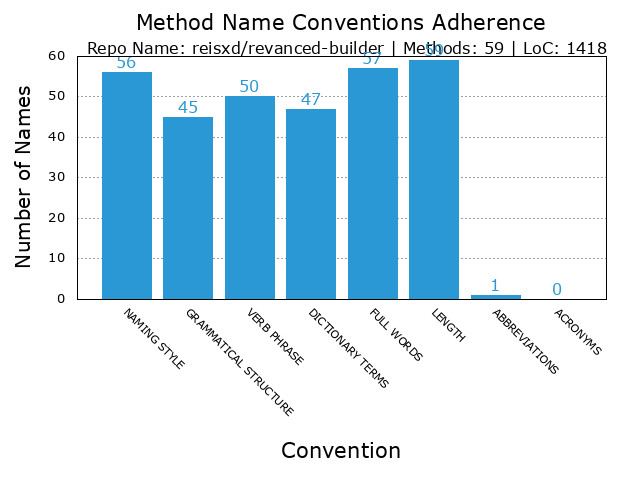 Method Name Conventions Adherence
Repo Name: reisxd/revanced-builder | Methods: 59 | LoC: 1418
Number of Names
60
50
40
30
20
10
0
56
45
50
47
57
59
1
0
NAMING STYLE
GRAMMATICAL STRUCTURE
VERB PHRASE
DICTIONARY TERMS
FULL WORDS
LENGTH
ABBREVIATIONS
ACRONYMS
Convention